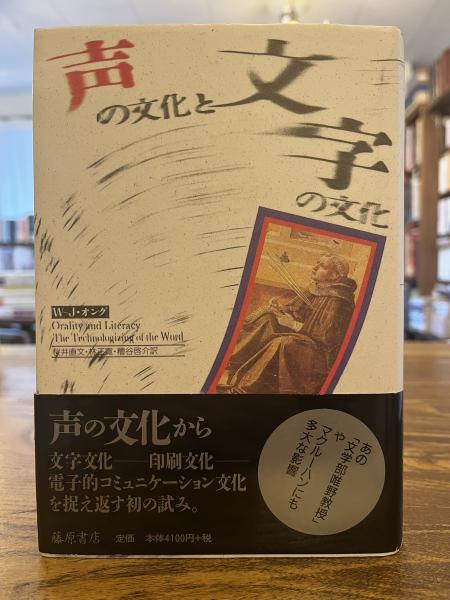 声の文化と
文字の文化
W-J・オング
Orality and Literacy
The Technologizing of the Word
桜井直文・林正寛・糟谷啓介訳
声の文化から
文字文化──印刷文化──
電子的コミュニケーション文化
を捉え返す初の試み。
藤原書店 定価 本体4100円+税
あの
「文学部唯野教授」
や
マクルーハンにも
多大な影響